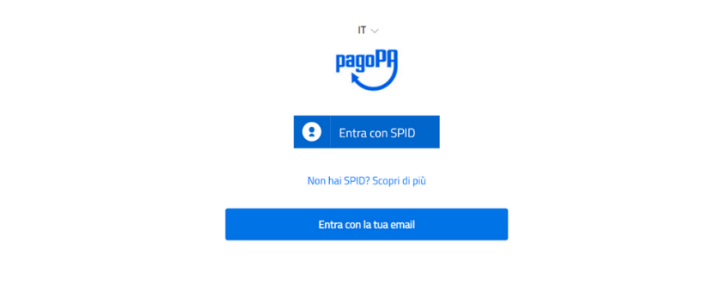 IT
pagoPA
Entra con SPID
Non hai SPID? Scopri di più
Entra con la tua email